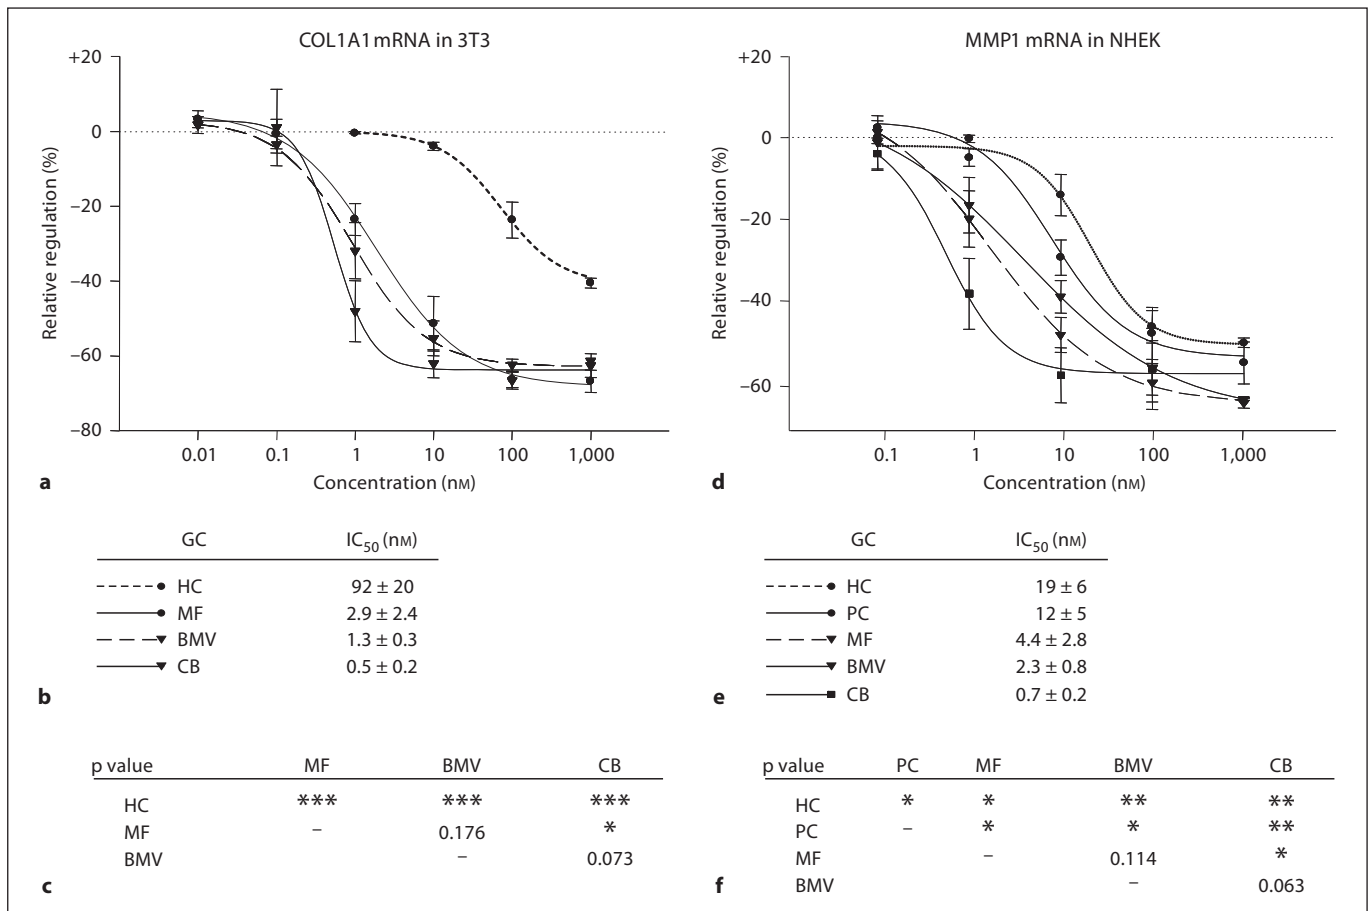 COL1A1 mRNA in 3T3
+20
0
–20
–40
–60
–80
Relative regulation (%)
0.01 0.1 1 10 100 1,000
Concentration (nM)
a
GC IC50 (nM)
HC 92 ± 20
MF 2.9 ± 2.4
BMV 1.3 ± 0.3
CB 0.5 ± 0.2
b
p value MF BMV CB
HC *** *** ***
MF – 0.176 *
BMV – 0.073
c
MMP1 mRNA in NHEK
+20
0
–20
–40
–60
Relative regulation (%)
0.1 1 10 100 1,000
Concentration (nM)
d
GC IC50 (nM)
HC 19 ± 6
PC 12 ± 5
MF 4.4 ± 2.8
BMV 2.3 ± 0.8
CB 0.7 ± 0.2
e
p value PC MF BMV CB
HC * * ** **
PC – * * **
MF – 0.114 *
BMV – 0.063
f